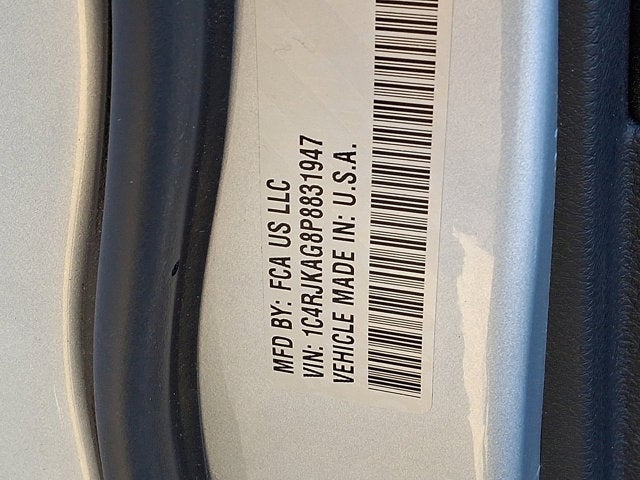 MFD BY: FCA US LLC
VIN: 1C4RJKAG8P8831947
VEHICLE MADE IN: U.S.A.